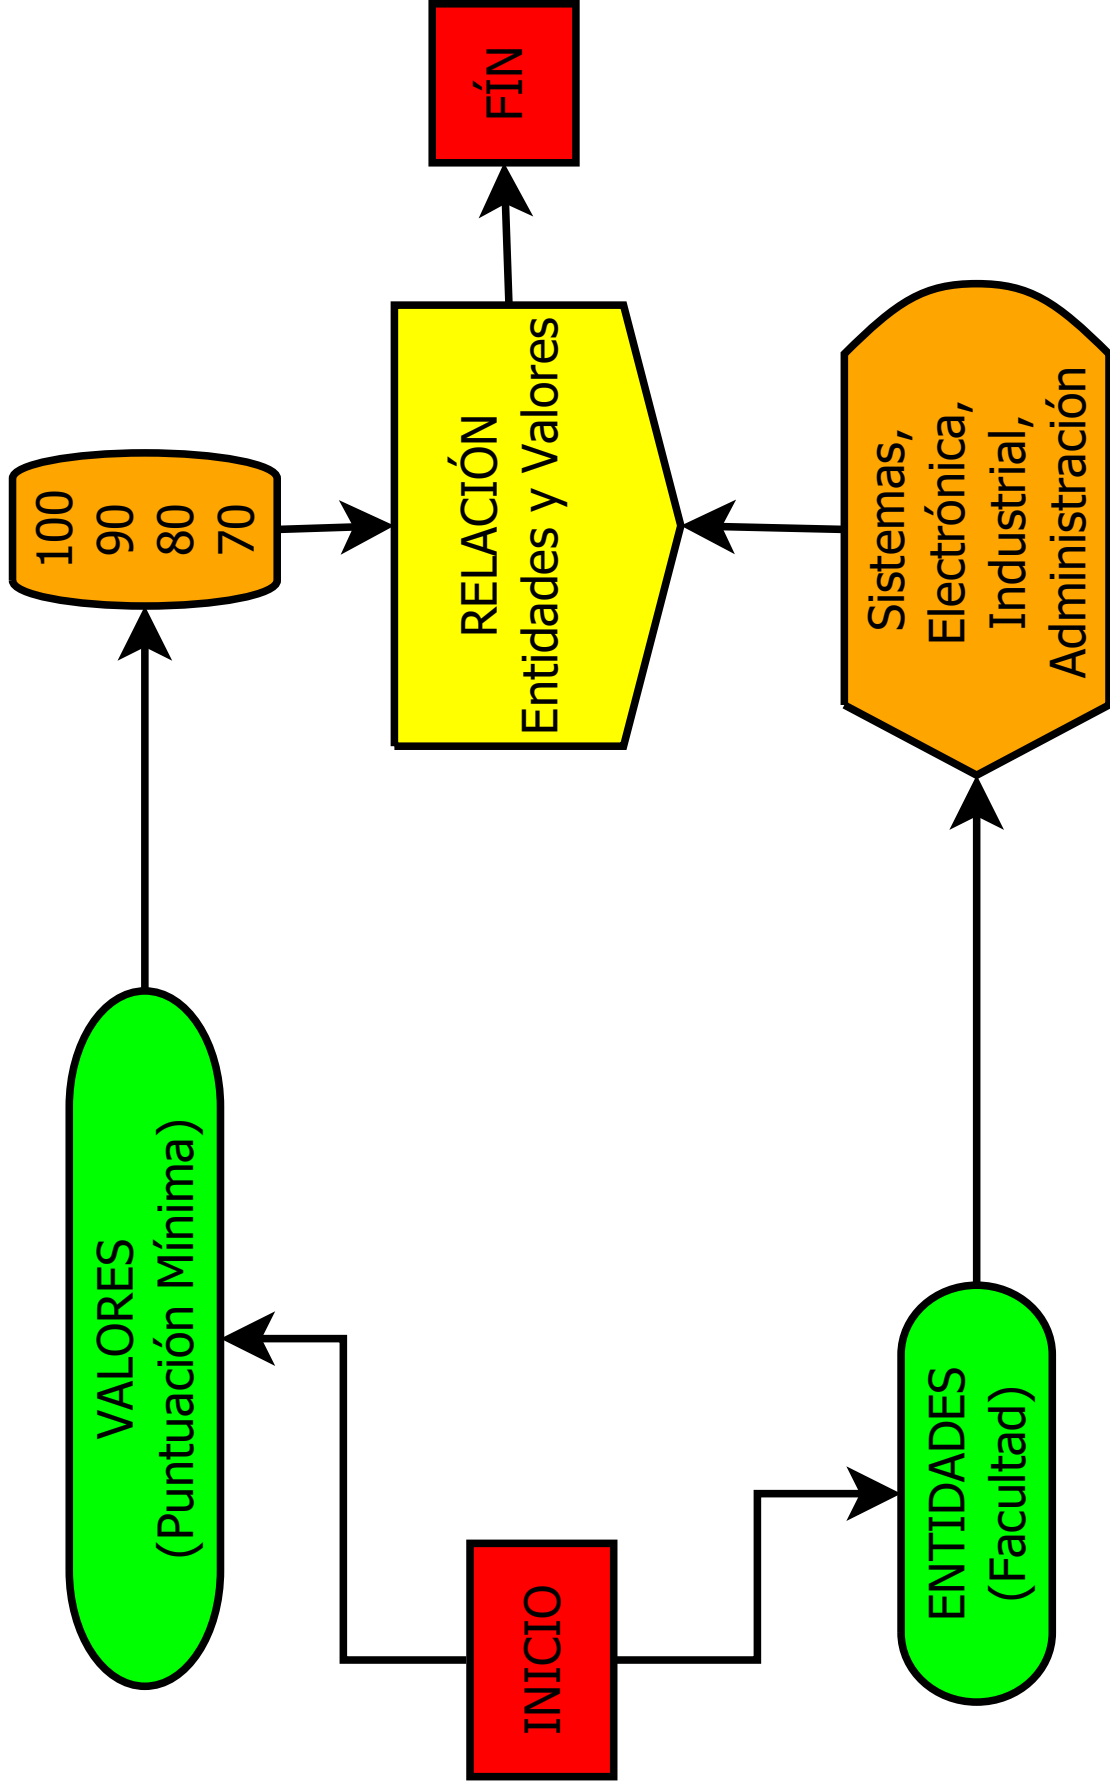 INICIO
VALORES
(Puntuación Mínima)
100
90
80
70
ENTIDADES
(Facultad)
Sistemas,
Electrónica,
Industrial,
Administración
RELACIÓN
Entidades y Valores
FÍN